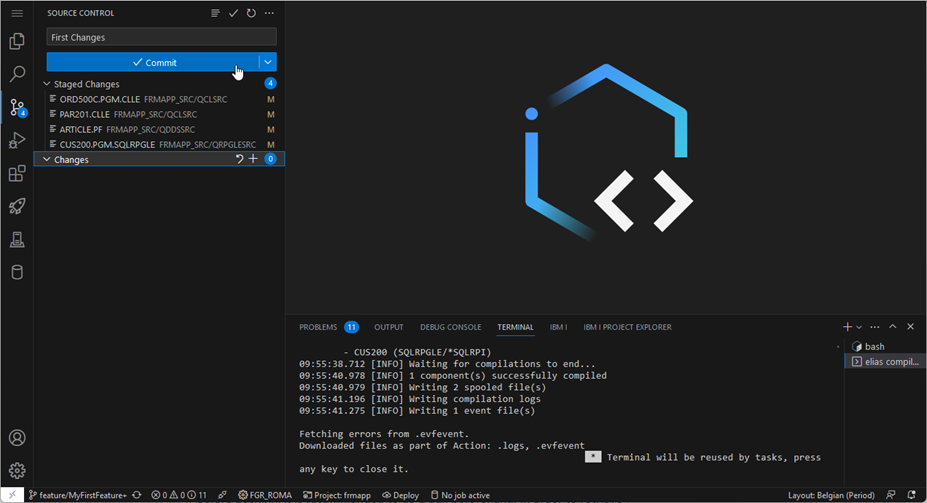 SOURCE CONTROL
First Changes
Commit
Staged Changes 4
ORD500C.PGM.CLLE FRMAPP_SRC/QCLSRC M
PAR201.CLLE FRMAPP_SRC/QCLSRC M
ARTICLE.PF FRMAPP_SRC/QDDSSRC M
CUS200.PGM.SQLRPGLE FRMAPP_SRC/QRPGLESRC M
Changes 0
4
PROBLEMS 11 OUTPUT DEBUG CONSOLE TERMINAL IBM I IBM I PROJECT EXPLORER
- CUS200 (SQLRPGLE/*SQLRPI)
09:55:38.712 [INFO] Waiting for compilations to end...
09:55:40.978 [INFO] 1 component(s) successfully compiled
09:55:40.979 [INFO] Writing 2 spooled file(s)
09:55:41.196 [INFO] Writing compilation logs
09:55:41.275 [INFO] Writing 1 event file(s)
Fetching errors from .evfevent.
Downloaded files as part of Action: .logs, .evfevent
* Terminal will be reused by tasks, press
any key to close it.
bash
elias compil...
feature/MyFirstFeature+ 0 0 11 FGR_ROMA Project: frmapp Deploy No job active Layout: Belgian (Period)